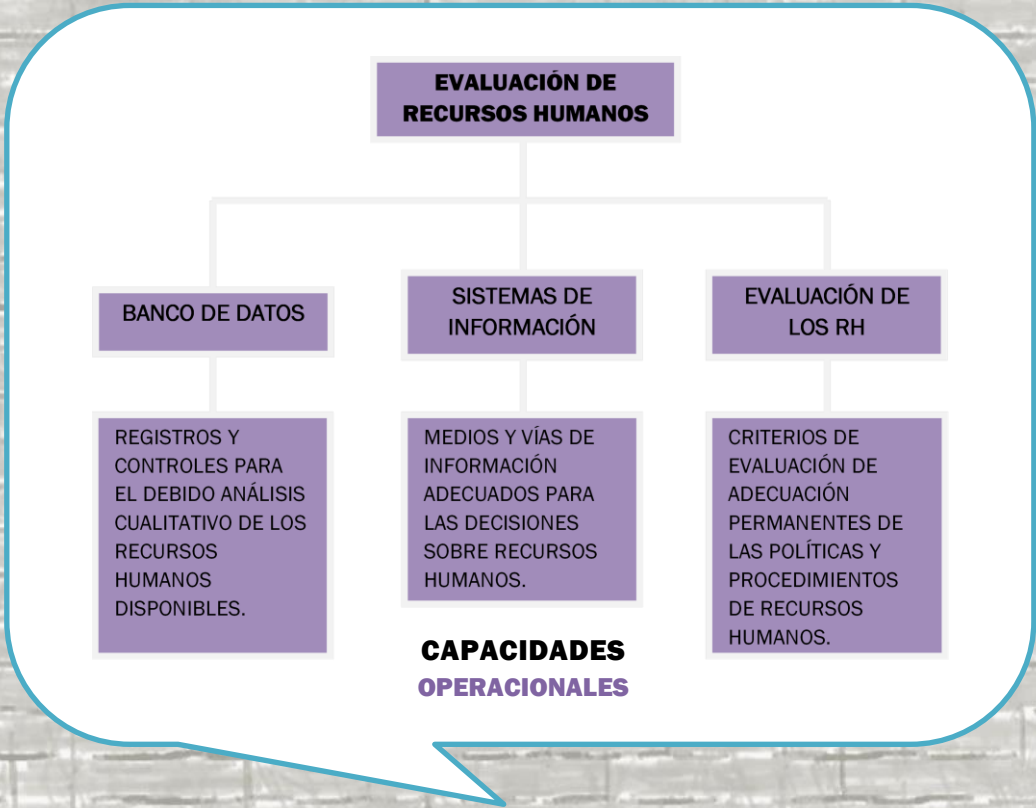 EVALUACIÓN DE
RECURSOS HUMANOS
BANCO DE DATOS
SISTEMAS DE
INFORMACIÓN
EVALUACIÓN DE
LOS RH
REGISTROS Y
CONTROLES PARA
EL DEBIDO ANÁLISIS
CUALITATIVO DE LOS
RECURSOS
HUMANOS
DISPONIBLES.
MEDIOS Y VÍAS DE
INFORMACIÓN
ADECUADOS PARA
LAS DECISIONES
SOBRE RECURSOS
HUMANOS.
CRITERIOS DE
EVALUACIÓN DE
ADECUACIÓN
PERMANENTES DE
LAS POLÍTICAS Y
PROCEDIMIENTOS
DE RECURSOS
HUMANOS.
CAPACIDADES
OPERACIONALES